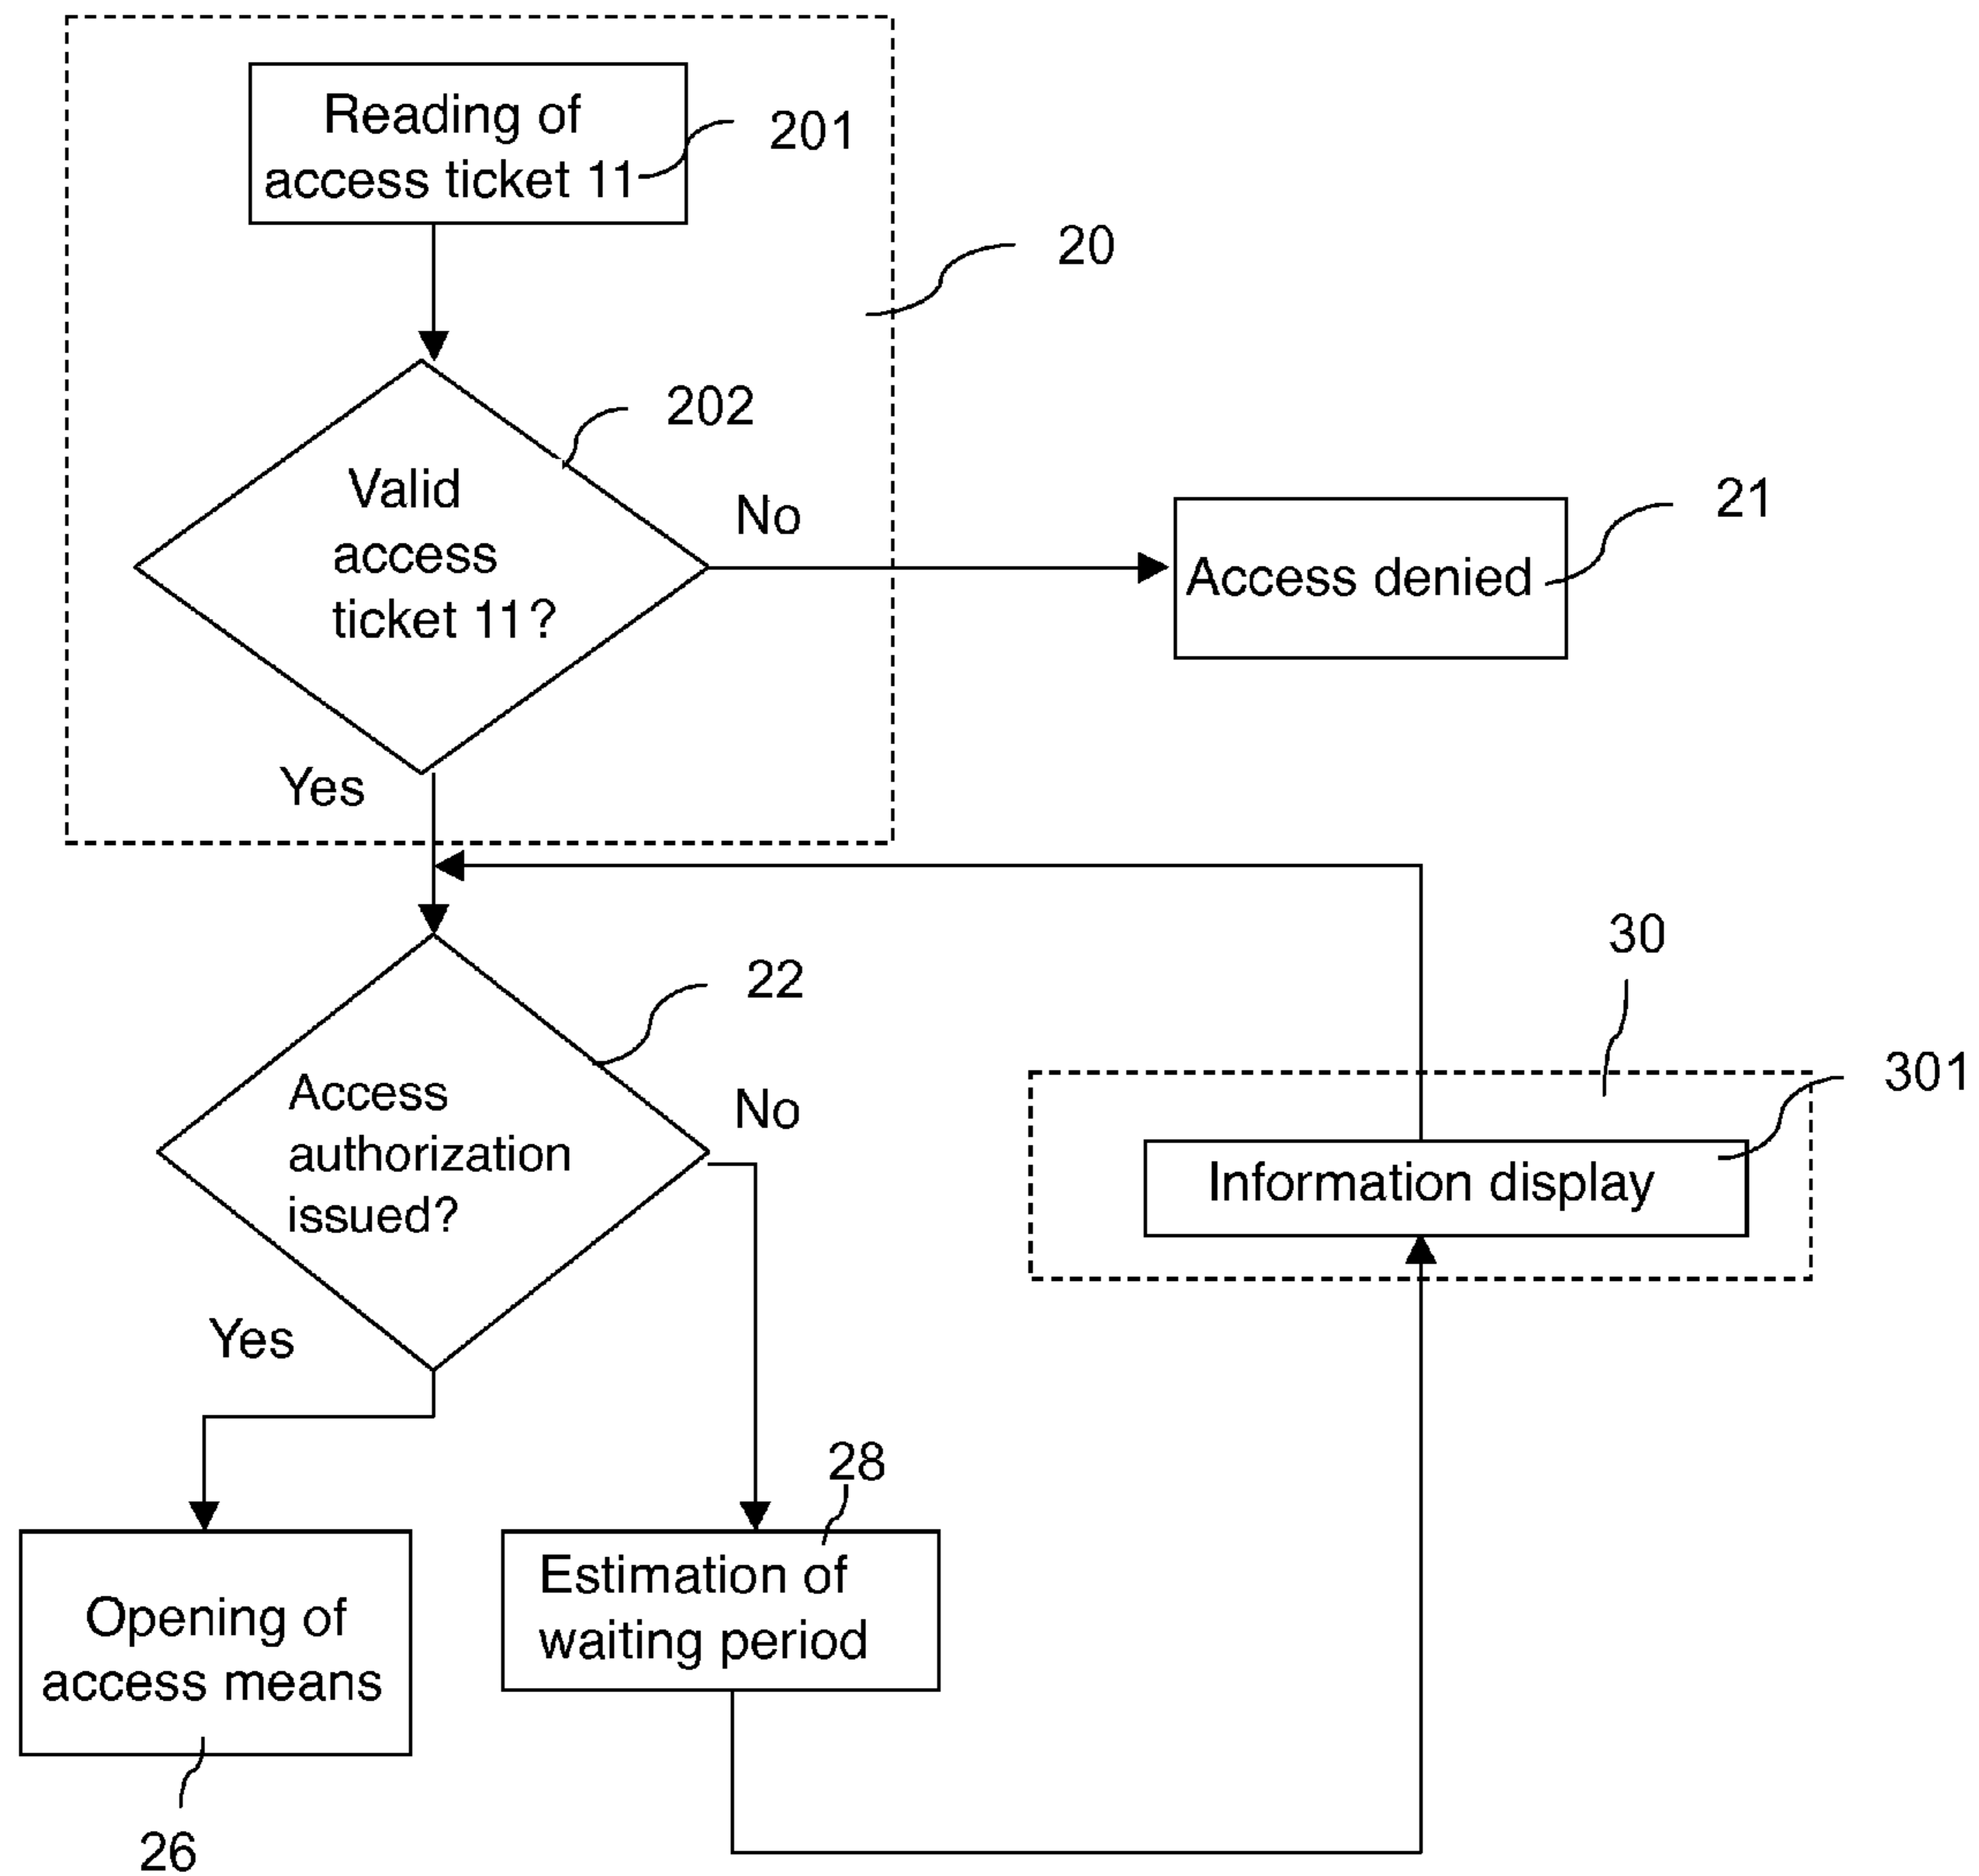 Reading of
access ticket 11
201
20
202
Valid
access
ticket 11?
No
21
Access denied
Yes
22
30
301
Access
authorization
issued?
No
Information display
Yes
28
Estimation of
waiting period
Opening of
access means
26